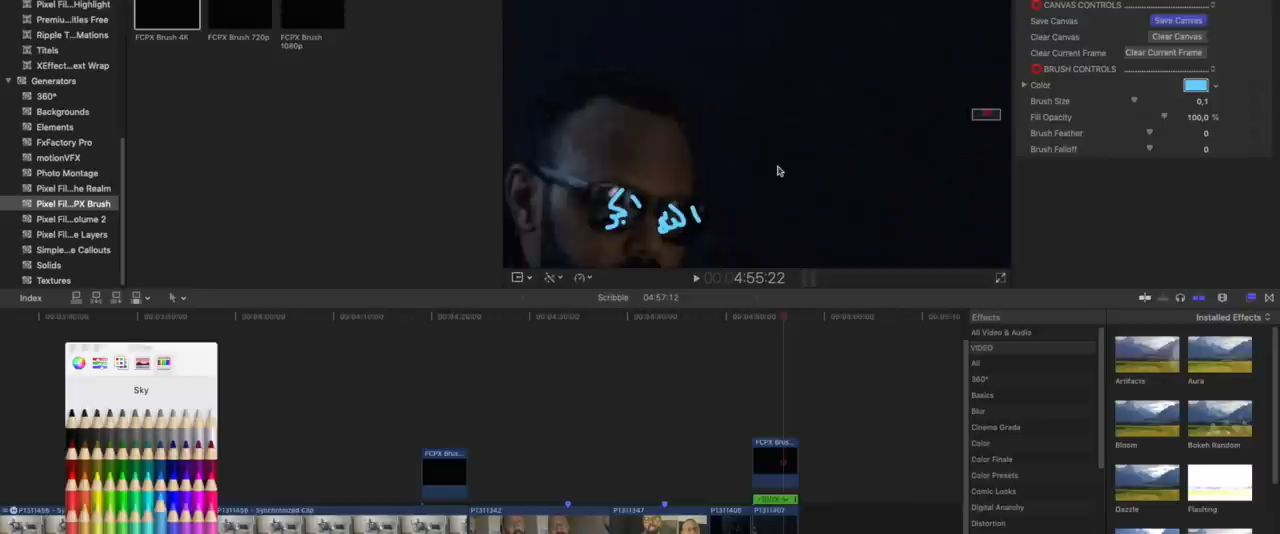 Pixel Fil...Highlight
Premiu...itles Free
Ripple T...Mations
Titels
XEffect...ext Wrap
Generators
360°
Backgrounds
Elements
FxFactory Pro
motionVFX
Photo Montage
Pixel Fil...he Realm
Pixel Fil...PX Brush
Pixel Fil...olume 2
Pixel Fil...e Layers
Simple...e Callouts
Solids
Textures
FCPX Brush 4K
FCPX Brush 720p
FCPX Brush
1080p
CANVAS CONTROLS
Save Canvas Save Canvas
Clear Canvas Clear Canvas
Clear Current Frame Clear Current Frame
BRUSH CONTROLS
Color
Brush Size 0,1
Fill Opacity 100,0 %
Brush Feather 0
Brush Falloff 0
4:55:22
Index
Scribble 04:57:12
Sky
FCPX Brus...
FCPX Brus...
P1311456 - Synchronized Clip
P1311342
P1311347
P1311406
P1311407
Effects
Installed Effects
All Video & Audio
VIDEO
All
360°
Basics
Blur
Cinema Grade
Color
Color Finale
Color Presets
Comic Looks
Digital Anarchy
Distortion
Artifacts
Aura
Bloom
Bokeh Random
Dazzle
Flashing